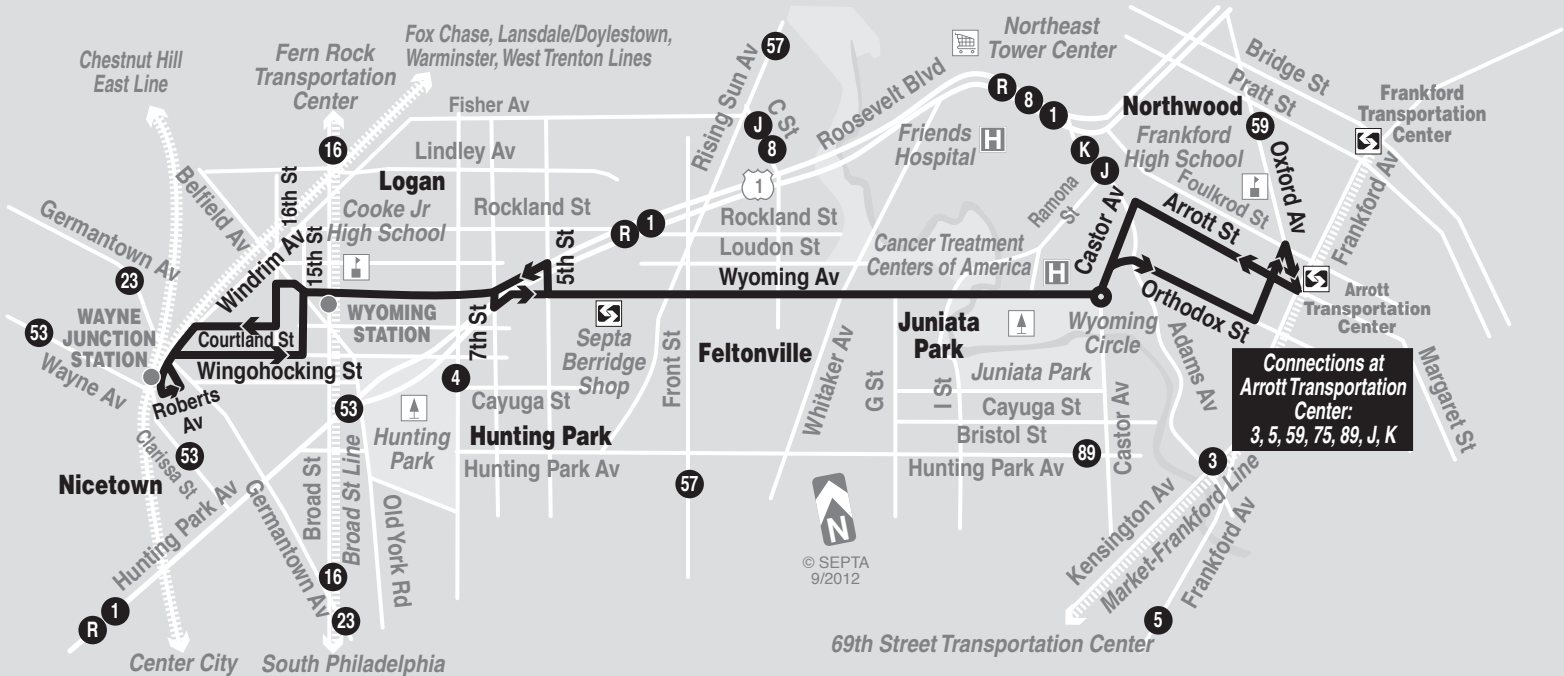 Chestnut Hill
East Line
Fern Rock
Transportation
Center
Fox Chase, Lansdale/Doylestown,
Warminster, West Trenton Lines
57
Northeast
Tower Center
Bridge St
Pratt St
Frankford
Transportation
Center
Rising Sun Av
C St
Roosevelt Blvd
R
8
1
Northwood
59
Fisher Av
J
8
Friends
Hospital
H
Frankford
High School
Oxford Av
16
Lindley Av
Logan
K
J
Foulkrod St
Frankford Av
Belfield Av
16th St
Cooke Jr
High School
Rockland St
1
Rockland St
Ramona
St
Castor Av
Arrott St
Germantown Av
Windrim Av
15th St
R
1
Loudon St
Cancer Treatment
Centers of America
H
Frankford Av
5th St
Wyoming Av
23
WYOMING
STATION
7th St
Orthodox St
Arrott
Transportation
Center
53
WAYNE
JUNCTION
STATION
Courtland St
Septa
Berridge
Shop
Front St
Feltonville
Whitaker Av
Juniata
Park
Wyoming
Circle
Adams Av
Margaret St
Wayne Av
Wingohocking St
Roberts
Av
4
G St
I St
Juniata Park
Connections at
Arrott Transportation
Center:
3, 5, 59, 75, 89, J, K
53
Hunting
Park
Cayuga St
Cayuga St
Castor Av
Clarissa St
53
Hunting Park
Bristol St
Nicetown
Hunting Park Av
Hunting Park Av
89
3
Hunting Park Av
Germantown Av
Broad St
Broad St Line
Old York Rd
57
N
Kensington Av
Market-Frankford Line
Frankford Av
© SEPTA
9/2012
16
R
1
23
5
Center City
South Philadelphia
69th Street Transportation Center